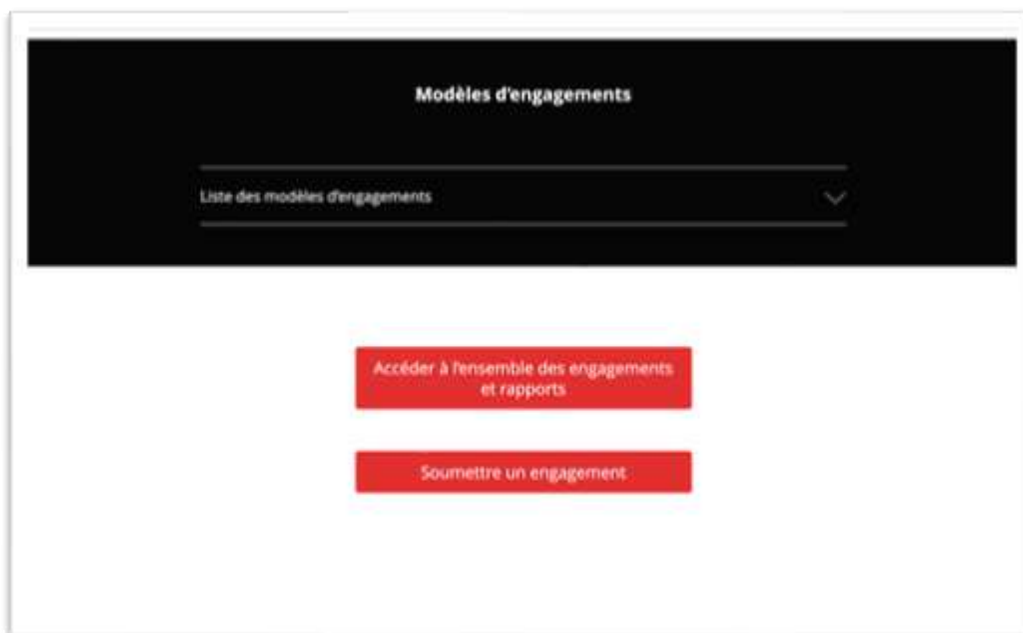 Modèles d'engagements
Liste des modèles d'engagements
Accéder à l'ensemble des engagements
et rapports
Soumettre un engagement